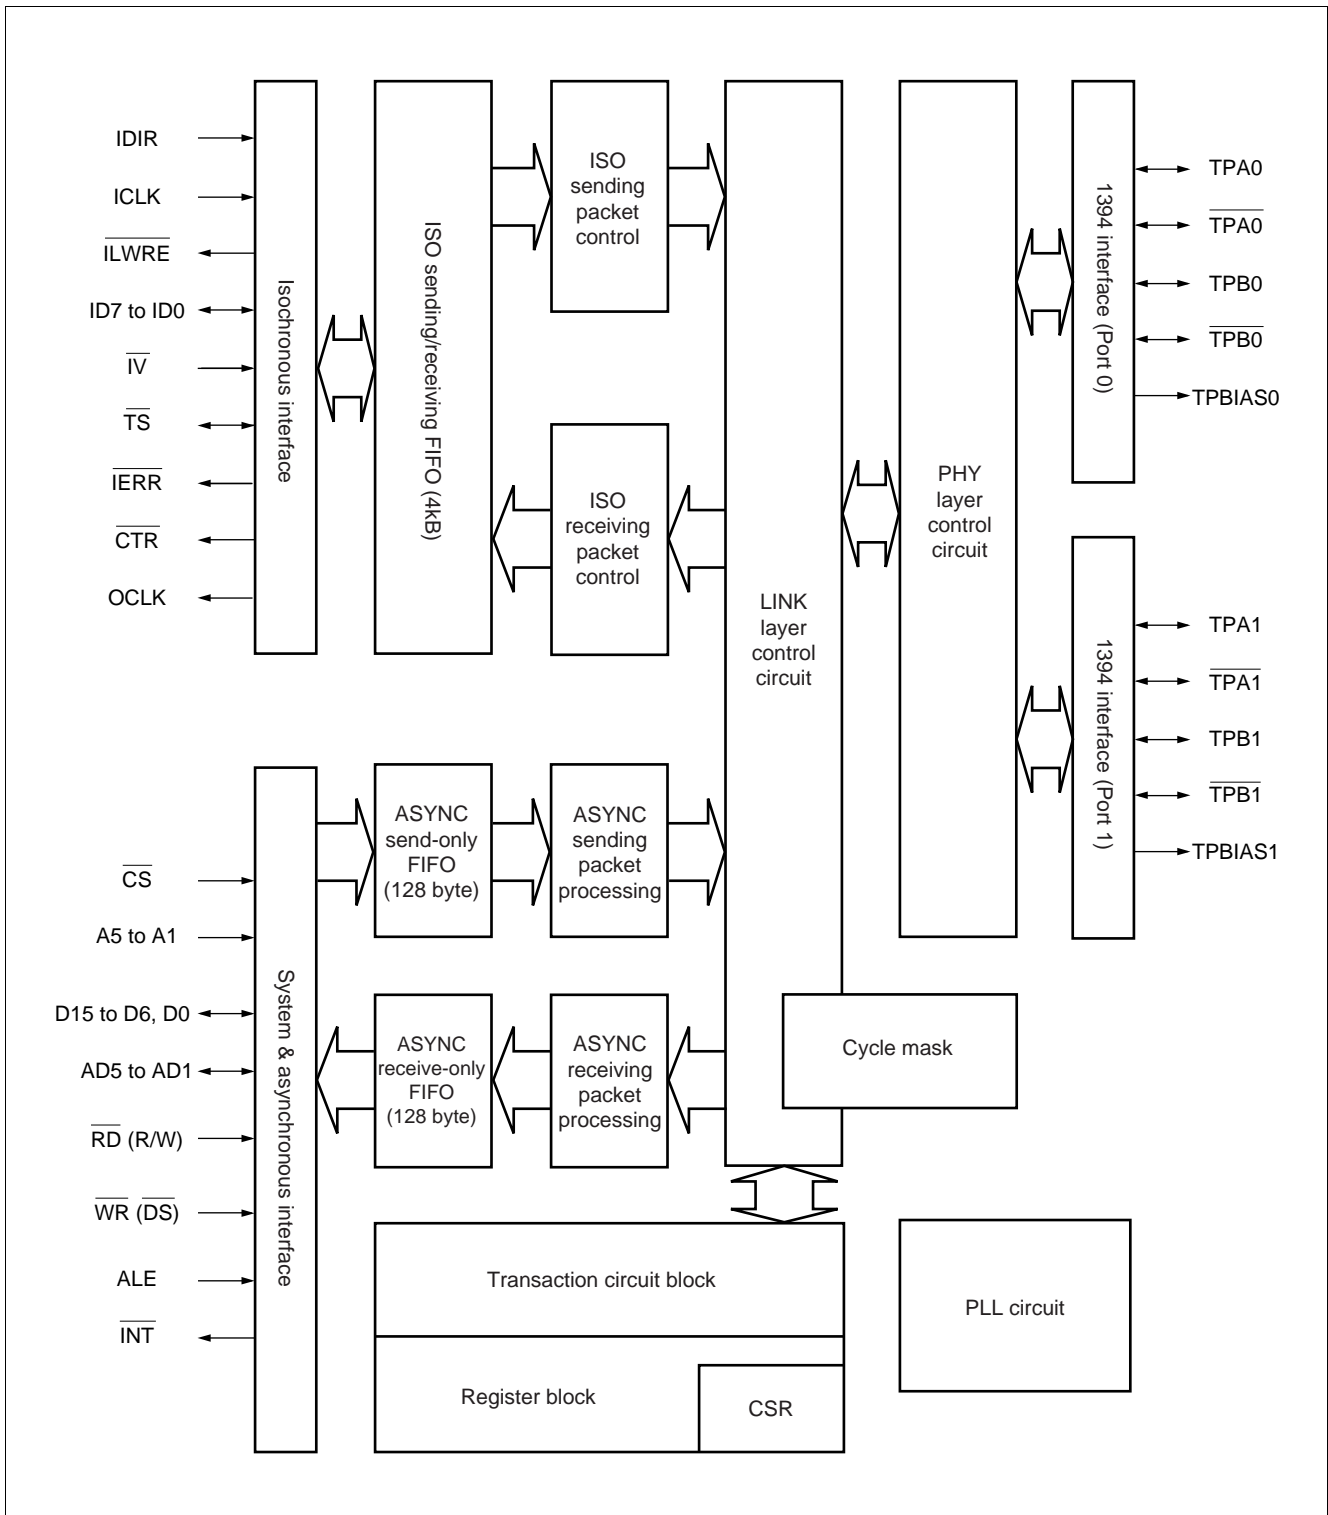 IDIR
ICLK
ILWRE
ID7 to ID0
IV
TS
IERR
CTR
OCLK
Isochronous interface
ISO sending/receiving FIFO (4kB)
ISO
sending
packet
control
ISO
receiving
packet
control
LINK
layer
control
circuit
PHY
layer
control
circuit
1394 interface (Port 0)
TPA0
TPA0
TPB0
TPB0
TPBIAS0
1394 interface (Port 1)
TPA1
TPA1
TPB1
TPB1
TPBIAS1
CS
A5 to A1
D15 to D6, D0
AD5 to AD1
RD (R/W)
WR (DS)
ALE
INT
System & asynchronous interface
ASYNC
send-only
FIFO
(128 byte)
ASYNC
sending
packet
processing
ASYNC
receive-only
FIFO
(128 byte)
ASYNC
receiving
packet
processing
Cycle mask
Transaction circuit block
Register block
CSR
PLL circuit